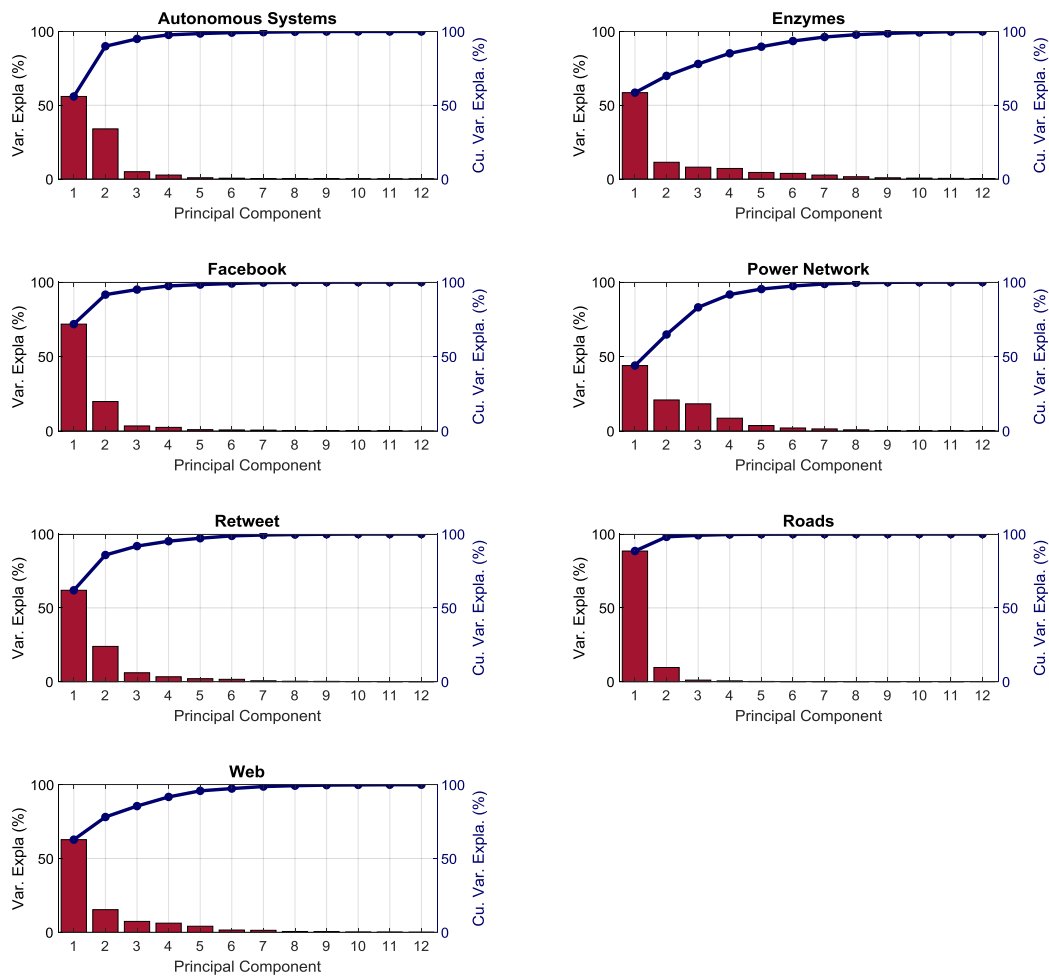 Autonomous Systems
100
50
0
Var. Expla (%)
100
50
0
Cu. Var. Expla. (%)
1 2 3 4 5 6 7 8 9 10 11 12
Principal Component
Enzymes
100
50
0
Var. Expla (%)
100
50
0
Cu. Var. Expla. (%)
1 2 3 4 5 6 7 8 9 10 11 12
Principal Component
Facebook
100
50
0
Var. Expla (%)
100
50
0
Cu. Var. Expla. (%)
1 2 3 4 5 6 7 8 9 10 11 12
Principal Component
Power Network
100
50
0
Var. Expla (%)
100
50
0
Cu. Var. Expla. (%)
1 2 3 4 5 6 7 8 9 10 11 12
Principal Component
Retweet
100
50
0
Var. Expla (%)
100
50
0
Cu. Var. Expla. (%)
1 2 3 4 5 6 7 8 9 10 11 12
Principal Component
Roads
100
50
0
Var. Expla (%)
100
50
0
Cu. Var. Expla. (%)
1 2 3 4 5 6 7 8 9 10 11 12
Principal Component
Web
100
50
0
Var. Expla (%)
100
50
0
Cu. Var. Expla. (%)
1 2 3 4 5 6 7 8 9 10 11 12
Principal Component